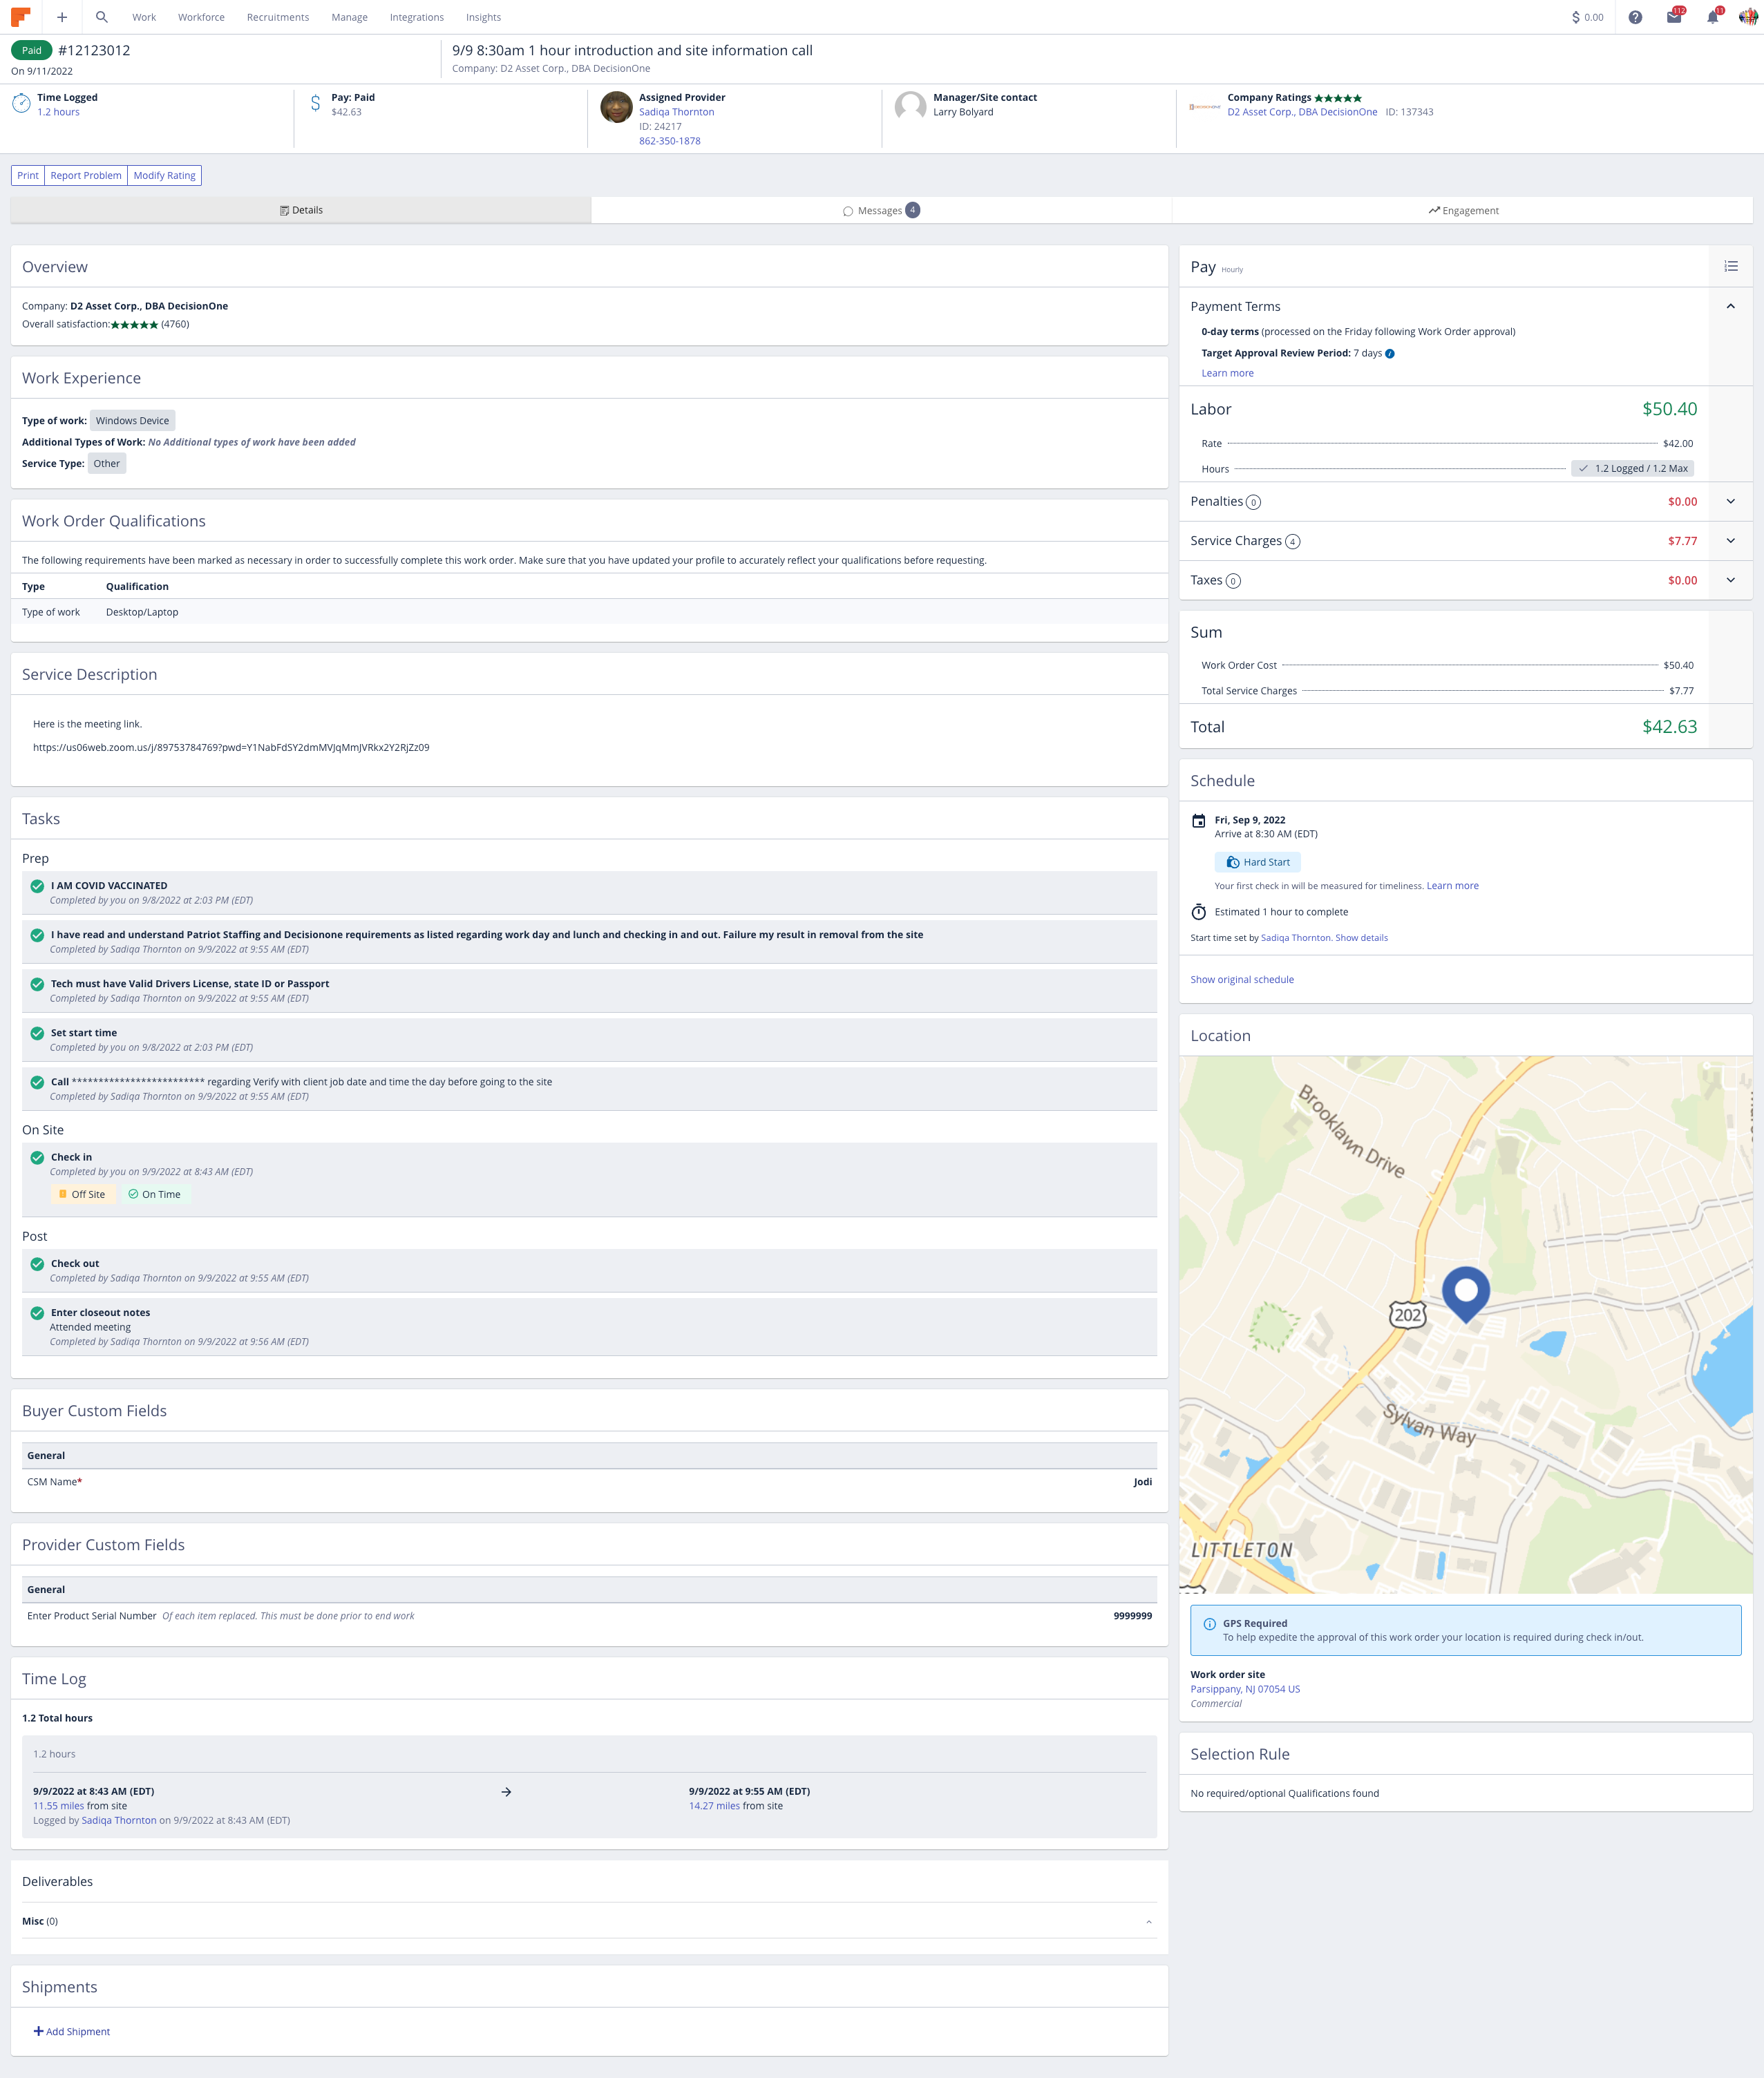 Work Workforce Recruitments Manage Integrations Insights
$ 0.00 112 11
Paid #12123012
On 9/11/2022
9/9 8:30am 1 hour introduction and site information call
Company: D2 Asset Corp., DBA DecisionOne
Time Logged
1.2 hours
Pay: Paid
$42.63
Assigned Provider
Sadiqa Thornton
ID: 24217
862-350-1878
Manager/Site contact
Larry Bolyard
Company Ratings
D2 Asset Corp., DBA DecisionOne ID: 137343
Print Report Problem Modify Rating
Details
Messages 4
Engagement
Overview
Company: D2 Asset Corp., DBA DecisionOne
Overall satisfaction: (4760)
Work Experience
Type of work: Windows Device
Additional Types of Work: No Additional types of work have been added
Service Type: Other
Work Order Qualifications
The following requirements have been marked as necessary in order to successfully complete this work order. Make sure that you have updated your profile to accurately reflect your qualifications before requesting.
Type Qualification
Type of work Desktop/Laptop
Service Description
Here is the meeting link.
https://us06web.zoom.us/j/89753784769?pwd=Y1NabFdSY2dmMVJqMmJVRkx2Y2RjZz09
Tasks
Prep
I AM COVID VACCINATED
Completed by you on 9/8/2022 at 2:03 PM (EDT)
I have read and understand Patriot Staffing and Decisionone requirements as listed regarding work day and lunch and checking in and out. Failure my result in removal from the site
Completed by Sadiqa Thornton on 9/9/2022 at 9:55 AM (EDT)
Tech must have Valid Drivers License, state ID or Passport
Completed by Sadiqa Thornton on 9/9/2022 at 9:55 AM (EDT)
Set start time
Completed by you on 9/8/2022 at 2:03 PM (EDT)
Call ************************* regarding Verify with client job date and time the day before going to the site
Completed by Sadiqa Thornton on 9/9/2022 at 9:55 AM (EDT)
On Site
Check in
Completed by you on 9/9/2022 at 8:43 AM (EDT)
Off Site On Time
Post
Check out
Completed by Sadiqa Thornton on 9/9/2022 at 9:55 AM (EDT)
Enter closeout notes
Attended meeting
Completed by Sadiqa Thornton on 9/9/2022 at 9:56 AM (EDT)
Buyer Custom Fields
General
CSM Name* Jodi
Provider Custom Fields
General
Enter Product Serial Number Of each item replaced. This must be done prior to end work 9999999
Time Log
1.2 Total hours
1.2 hours
9/9/2022 at 8:43 AM (EDT)
11.55 miles from site
Logged by Sadiqa Thornton on 9/9/2022 at 8:43 AM (EDT)
9/9/2022 at 9:55 AM (EDT)
14.27 miles from site
Deliverables
Misc (0)
Shipments
Add Shipment
Pay Hourly
Payment Terms
0-day terms (processed on the Friday following Work Order approval)
Target Approval Review Period: 7 days
Learn more
Labor $50.40
Rate $42.00
Hours 1.2 Logged / 1.2 Max
Penalties 0 $0.00
Service Charges 4 $7.77
Taxes 0 $0.00
Sum
Work Order Cost $50.40
Total Service Charges $7.77
Total $42.63
Schedule
Fri, Sep 9, 2022
Arrive at 8:30 AM (EDT)
Hard Start
Your first check in will be measured for timeliness. Learn more
Estimated 1 hour to complete
Start time set by Sadiqa Thornton. Show details
Show original schedule
Location
Brooklawn Drive
202
Sylvan Way
LITTLETON
GPS Required
To help expedite the approval of this work order your location is required during check in/out.
Work order site
Parsippany, NJ 07054 US
Commercial
Selection Rule
No required/optional Qualifications found